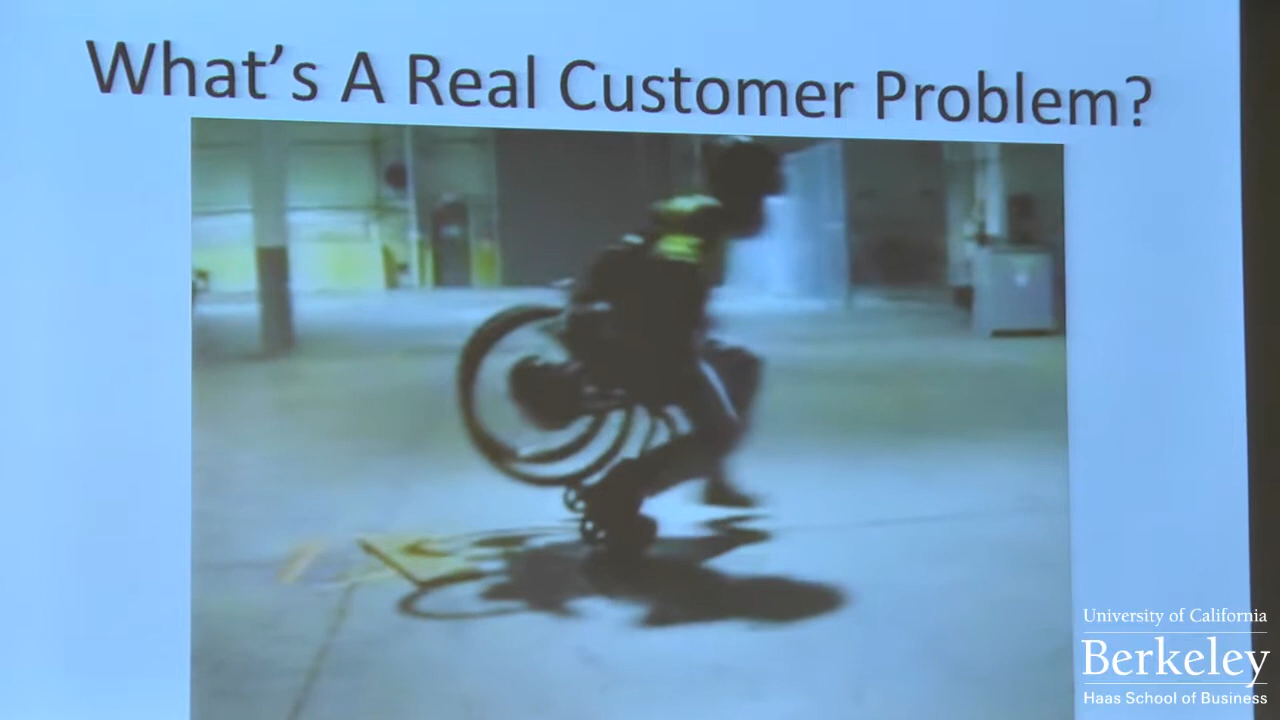 What's A Real Customer Problem?
University of California
Berkeley
Haas School of Business